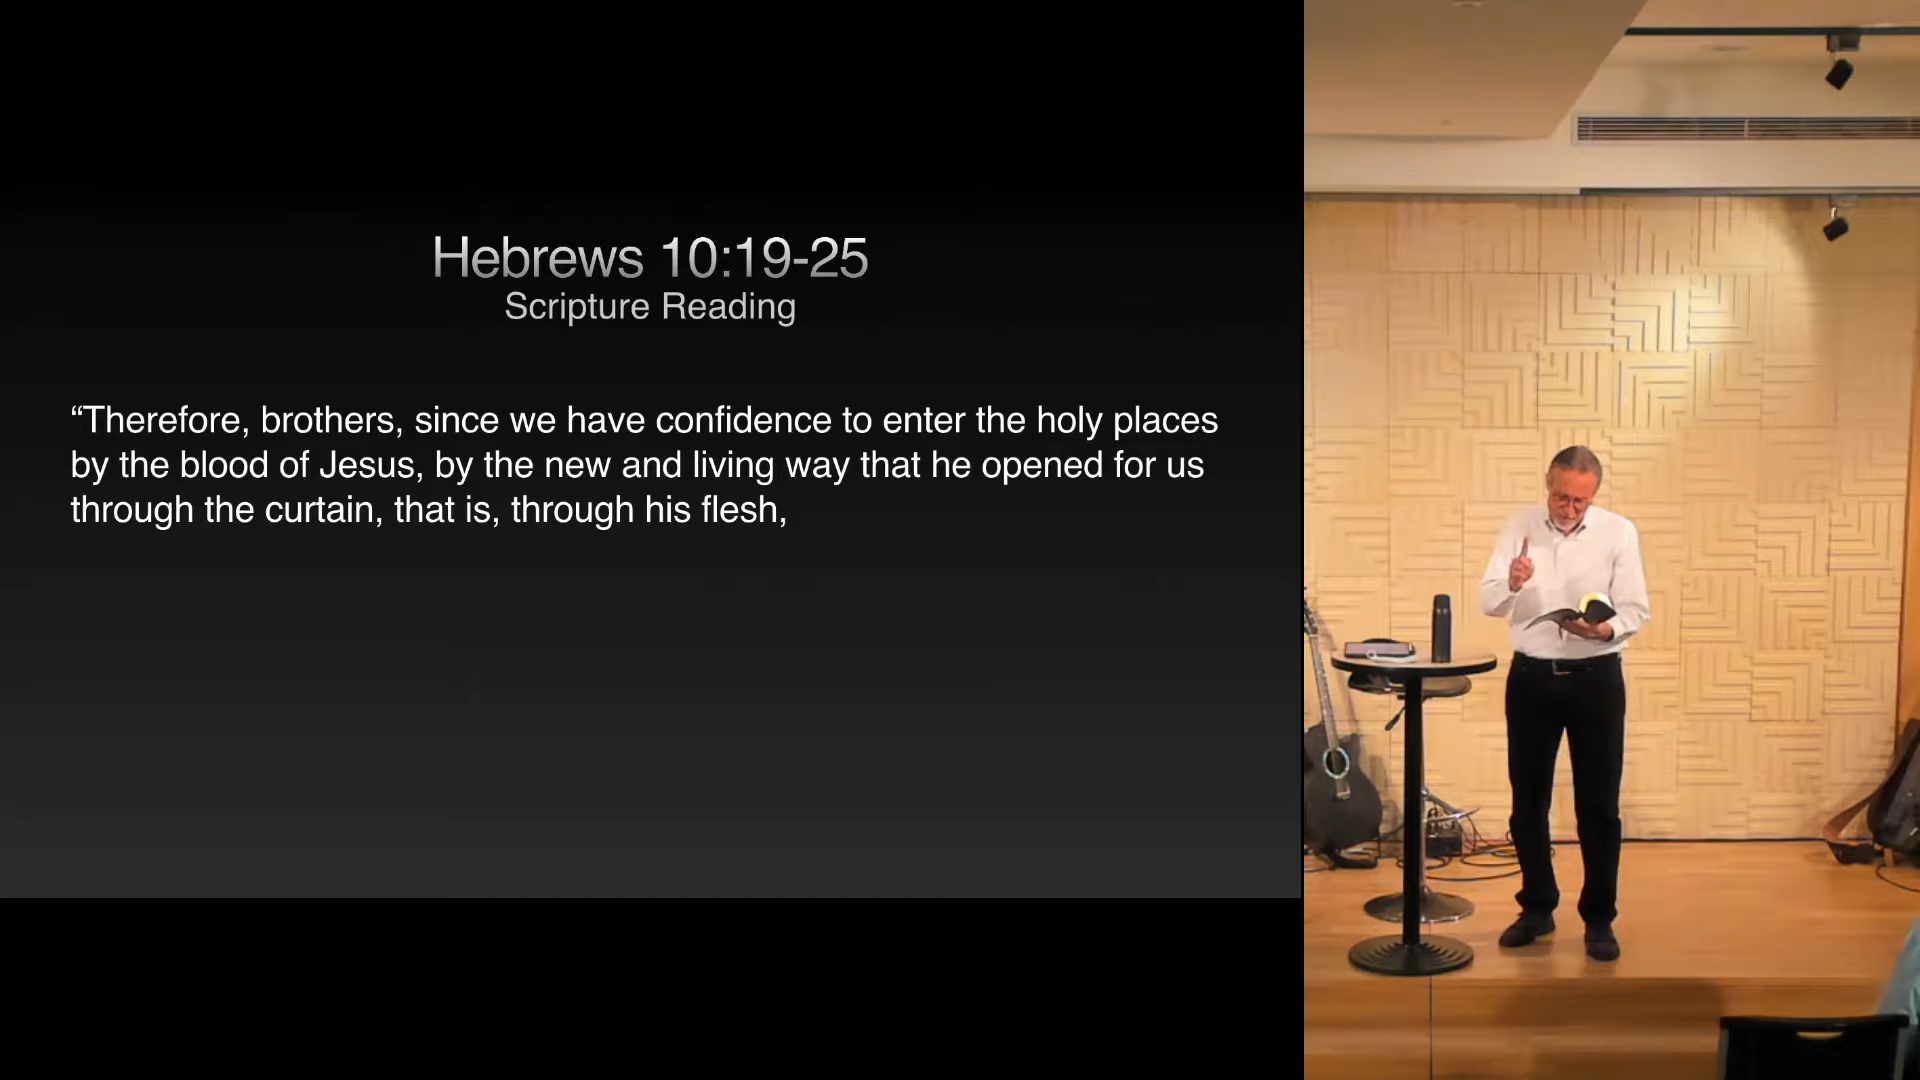 Hebrews 10:19-25
Scripture Reading
“Therefore, brothers, since we have confidence to enter the holy places
by the blood of Jesus, by the new and living way that he opened for us
through the curtain, that is, through his flesh,